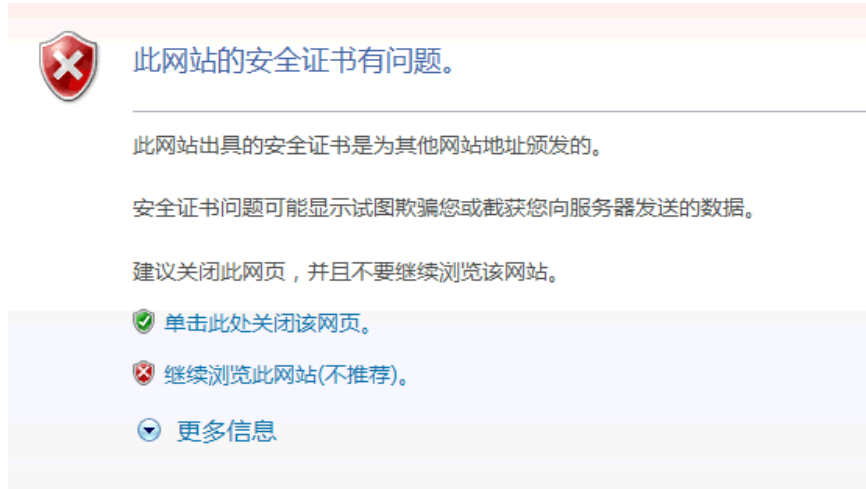 此网站的安全证书有问题。
此网站出具的安全证书是为其他网站地址颁发的。
安全证书问题可能显示试图欺骗您或截获您向服务器发送的数据。
建议关闭此网页，并且不要继续浏览该网站。
单击此处关闭该网页。
继续浏览此网站(不推荐)。
更多信息